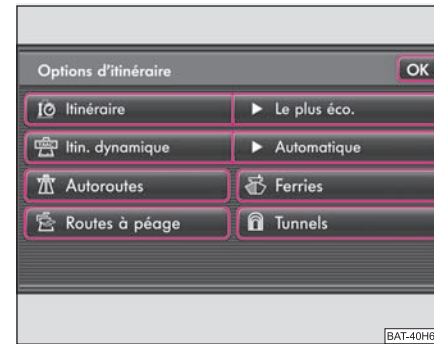 Options d'itinéraire OK
Itinéraire Le plus éco.
Itin. dynamique Automatique
Autoroutes Ferries
Routes à péage Tunnels
BAT-40H6